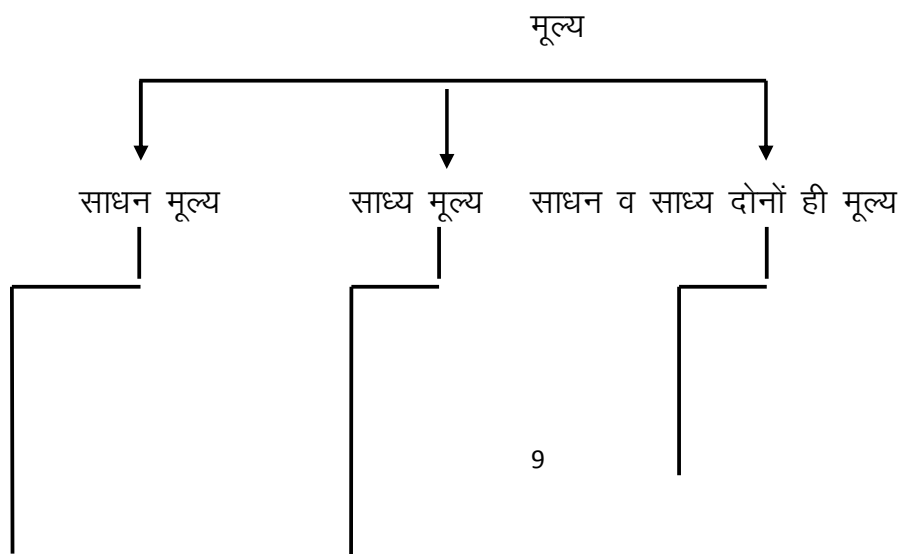 मूल्य
साधन मूल्य साध्य मूल्य साधन व साध्य दोनों ही मूल्य
9